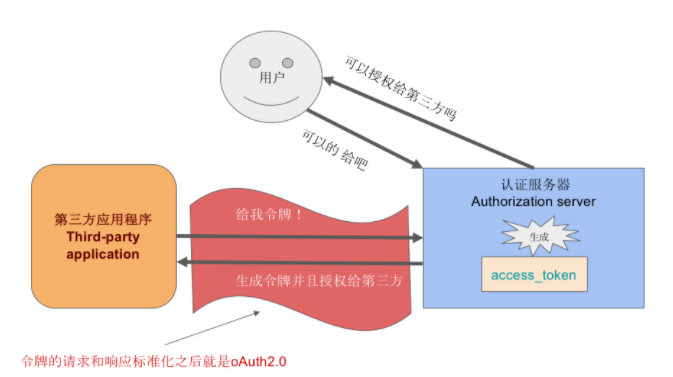 可以授权给第三方吗
用户
可以的 给吧
认证服务器
Authorization server
生成
access_token
第三方应用程序
Third-party
application
给我令牌！
生成令牌并且授权给第三方
令牌的请求和响应标准化之后就是oAuth2.0